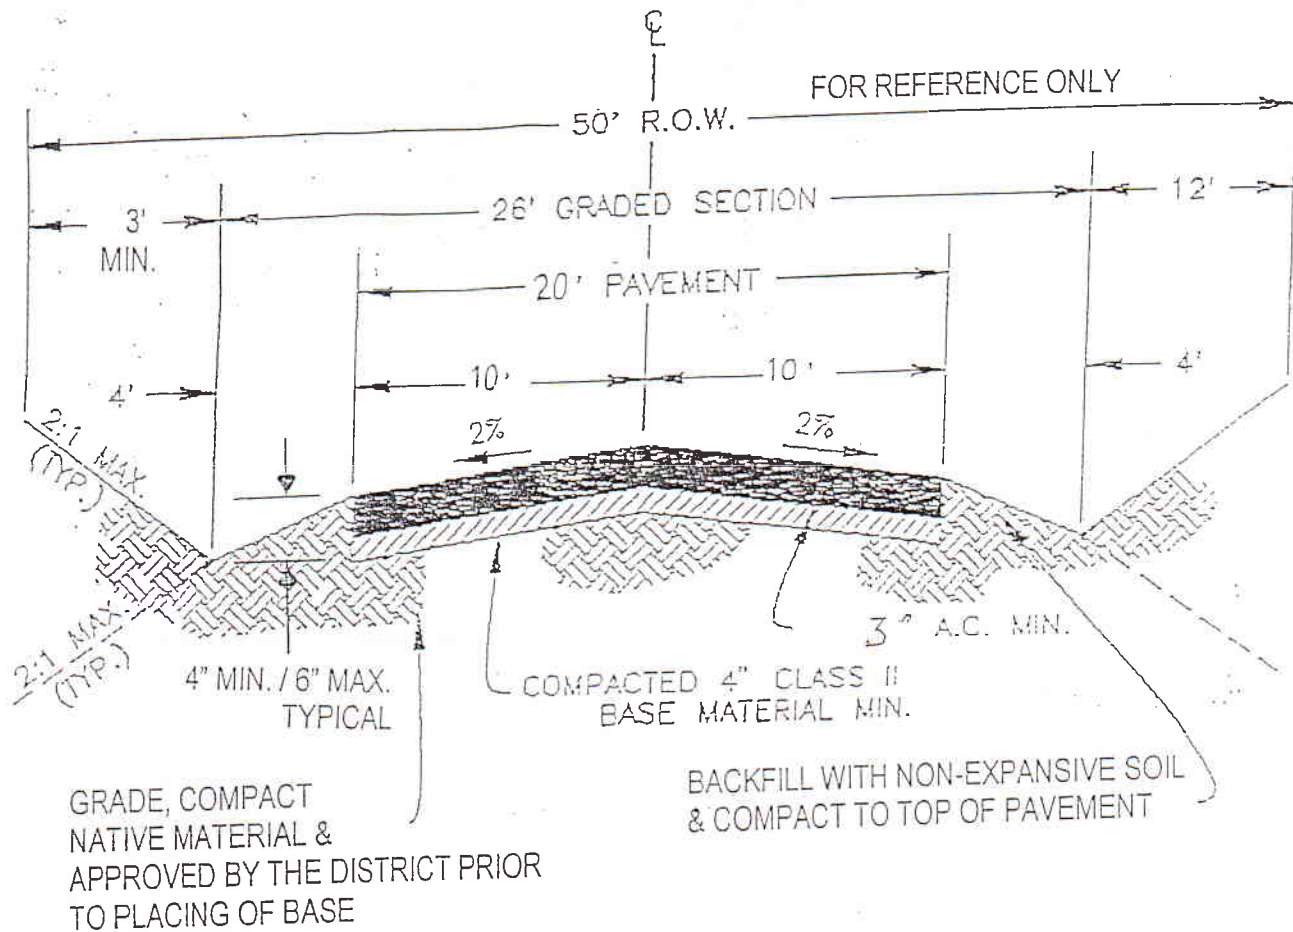 ℄
FOR REFERENCE ONLY
50' R.O.W.
26' GRADED SECTION
12'
3'
MIN.
20' PAVEMENT
10'
10'
4'
4'
2:1 MAX.
(TYP.)
2%
2%
2:1 MAX.
(TYP.)
3" A.C. MIN.
4" MIN. / 6" MAX.
TYPICAL
COMPACTED 4" CLASS II
BASE MATERIAL MIN.
BACKFILL WITH NON-EXPANSIVE SOIL
& COMPACT TO TOP OF PAVEMENT
GRADE, COMPACT
NATIVE MATERIAL &
APPROVED BY THE DISTRICT PRIOR
TO PLACING OF BASE